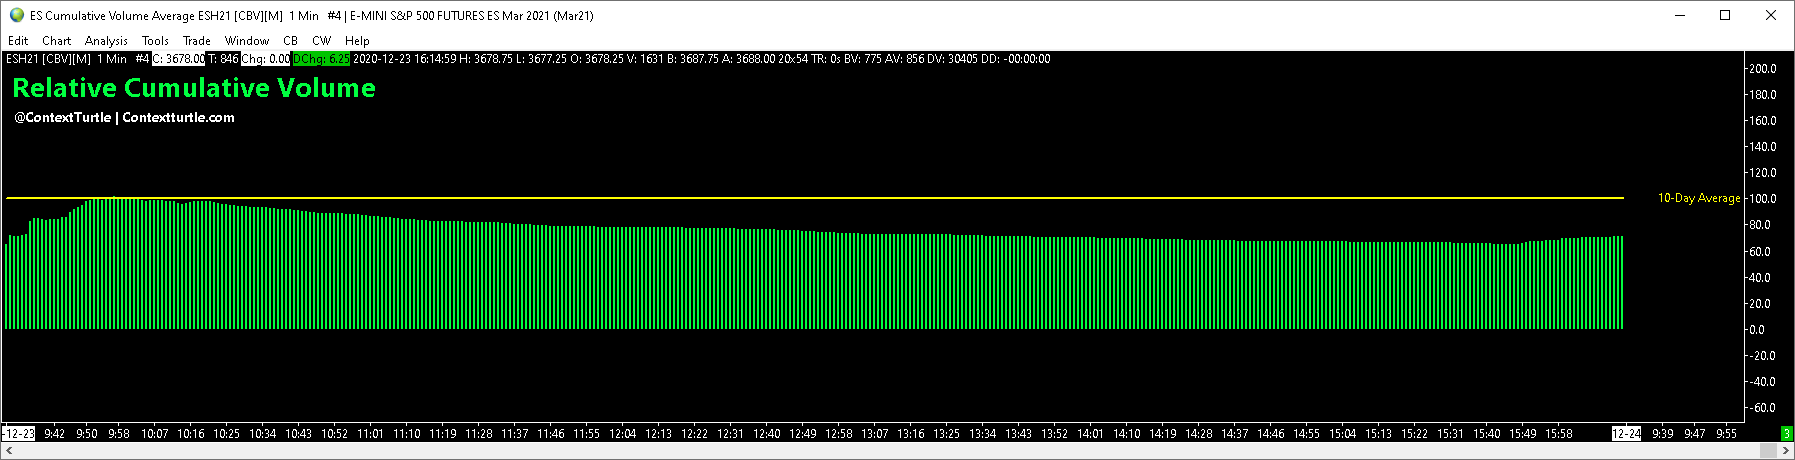 ES Cumulative Volume Average ESH21 [CBV][M]  1 Min   #4 | E-MINI S&P 500 FUTURES ES Mar 2021 (Mar21)
Edit Chart Analysis Tools Trade Window CB CW Help
ESH21 [CBV][M]  1 Min   #4 C: 3678.00 T: 846 Chg: 0.00 DChg: 6.25 2020-12-23 16:14:59 H: 3678.75 L: 3677.25 O: 3678.25 V: 1631 B: 3687.75 A: 3688.00 20x54 TR: 0s BV: 775 AV: 856 DV: 30405 DD: -00:00:00
Relative Cumulative Volume
@ContextTurtle | Contextturtle.com
200.0
180.0
160.0
140.0
120.0
10-Day Average 100.0
80.0
60.0
40.0
20.0
0.0
-20.0
-40.0
-60.0
-12-23 9:42 9:50 9:58 10:07 10:16 10:25 10:34 10:43 10:52 11:01 11:10 11:19 11:28 11:37 11:46 11:55 12:04 12:13 12:22 12:31 12:40 12:49 12:58 13:07 13:16 13:25 13:34 13:43 13:52 14:01 14:10 14:19 14:28 14:37 14:46 14:55 15:04 15:13 15:22 15:31 15:40 15:49 15:58 12-24 9:39 9:47 9:55 3